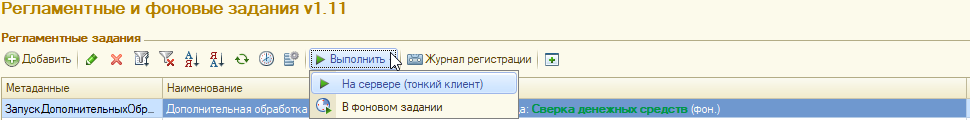 Регламентные и фоновые задания v1.11
Регламентные задания
Добавить Выполнить Журнал регистрации
На сервере (тонкий клиент)
В фоновом задании
Метаданные Наименование
ЗапускДополнительныхОбр... Дополнительная обработка да: Сверка денежных средств (фон.)